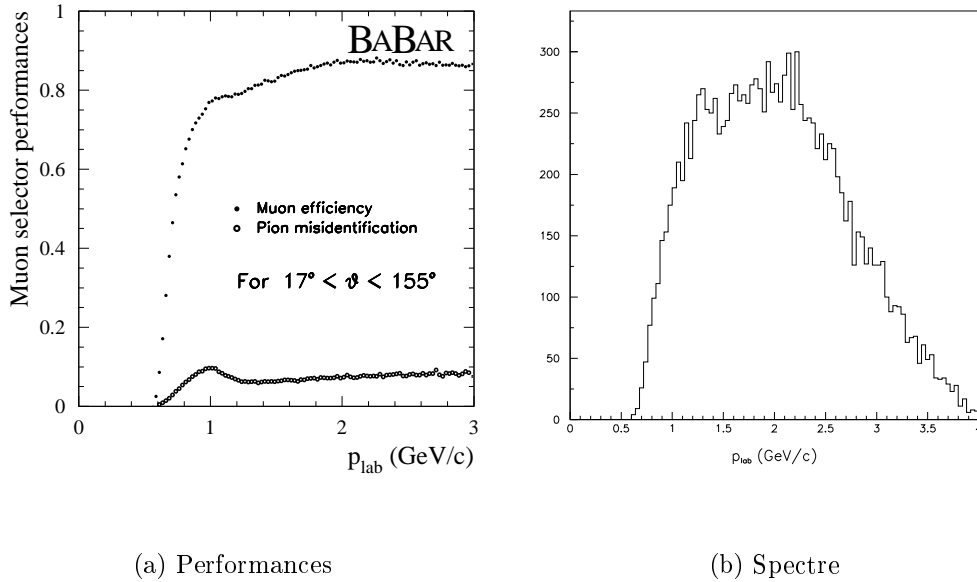 BABAR
Muon selector performances
1
0.8
0.6
0.4
0.2
0
Muon efficiency
Pion misidentification
For 17° < ϑ < 155°
0 1 2 3
p_lab (GeV/c)
300
250
200
150
100
50
0
0 0.5 1 1.5 2 2.5 3 3.5 4
p_lab (GeV/c)
(a) Performances
(b) Spectre